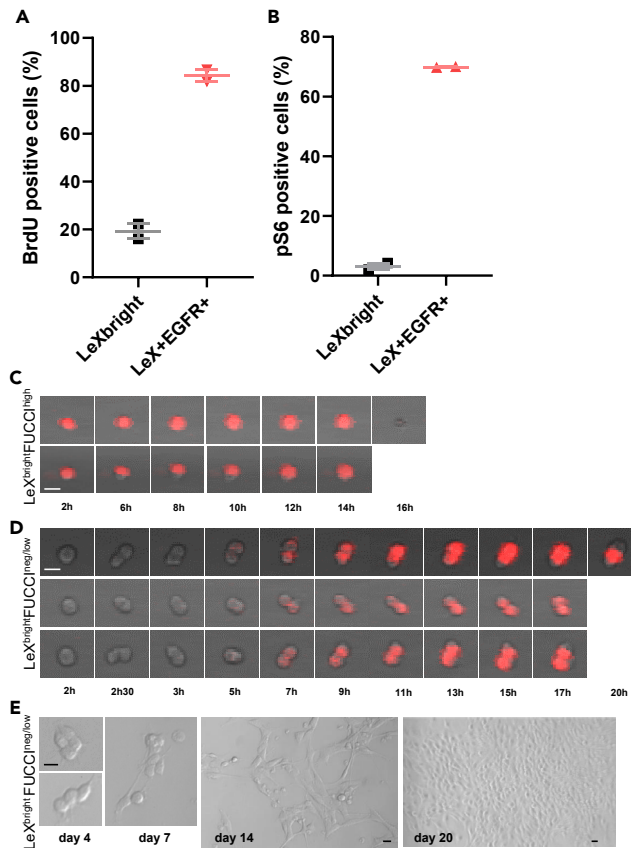 A
BrdU positive cells (%)
100
80
60
40
20
0
LeXbright
LeX+EGFR+
B
pS6 positive cells (%)
80
60
40
20
0
LeXbright
LeX+EGFR+
C
LeXbrightFUCCIhigh
2h 6h 8h 10h 12h 14h 16h
D
LeXbrightFUCCIneg/low
2h 2h30 3h 5h 7h 9h 11h 13h 15h 17h 20h
E
LeXbrightFUCCIneg/low
day 4 day 7 day 14 day 20